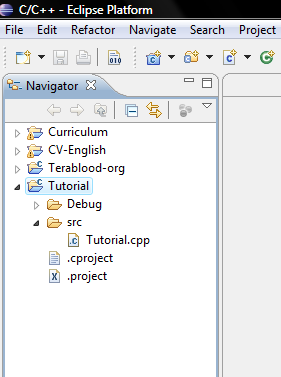 C/C++ - Eclipse Platform
File Edit Refactor Navigate Search Project
010
Navigator
Curriculum
CV-English
Terablood-org
Tutorial
Debug
src
Tutorial.cpp
.cproject
.project